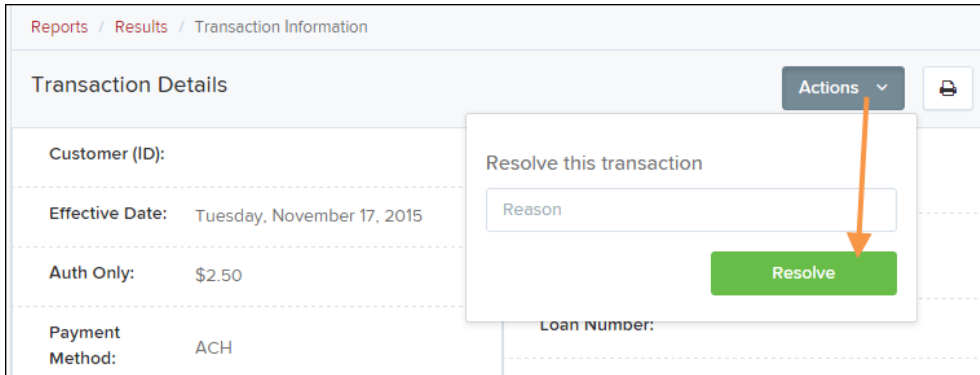 Reports / Results / Transaction Information
Transaction Details
Actions
Customer (ID):
Resolve this transaction
Reason
Effective Date: Tuesday, November 17, 2015
Auth Only: $2.50
Resolve
Payment
Method: ACH
Loan Number: